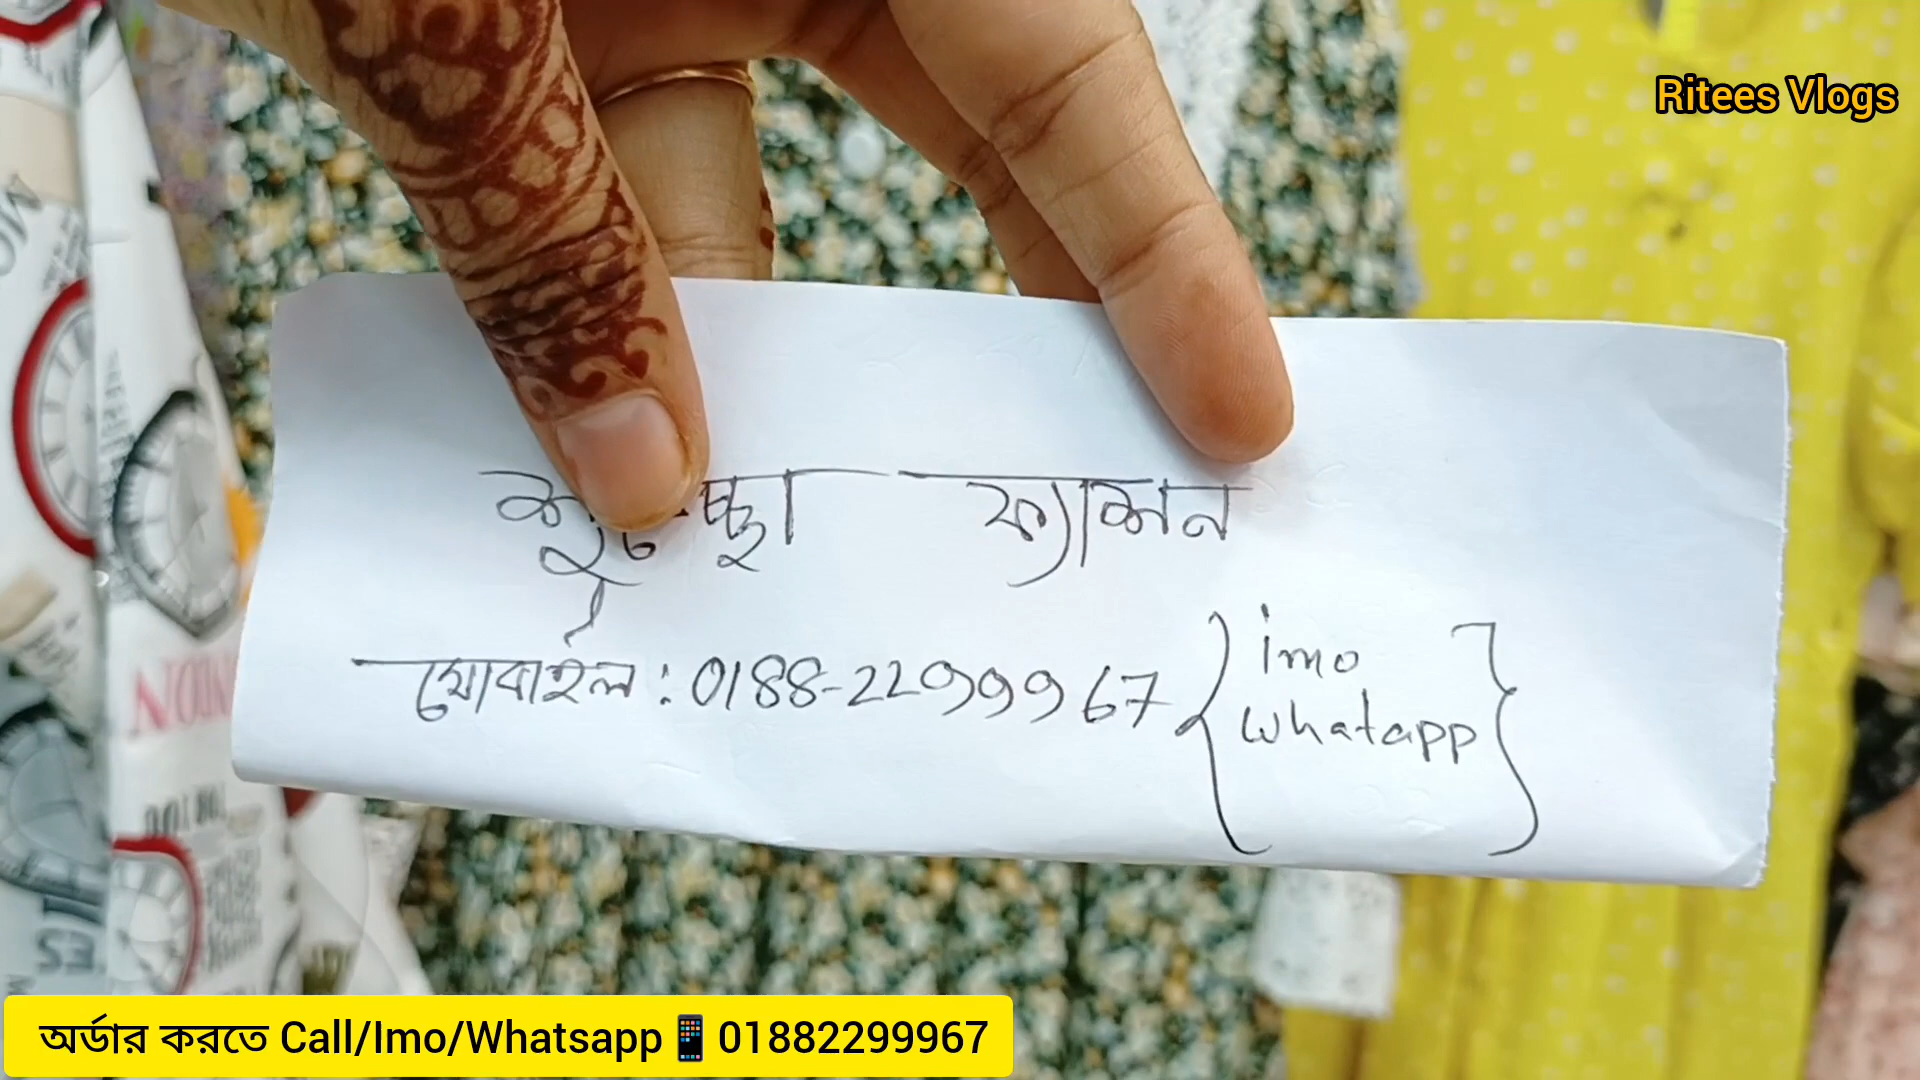 Ritees Vlogs
ফ্যাশন
মোবাইল : 0188-2299967 { imo
whatapp }
অর্ডার করতে Call/Imo/Whatsapp📱01882299967